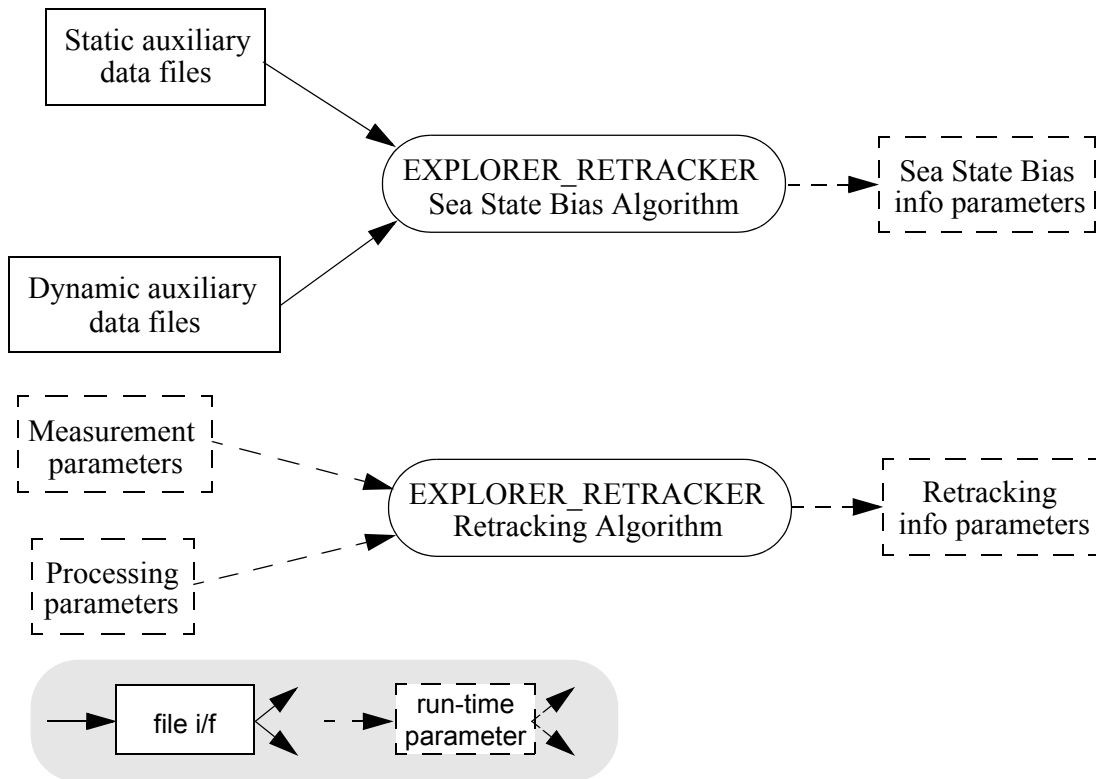 Static auxiliary
data files
EXPLORER_RETRACKER
Sea State Bias Algorithm
Sea State Bias
info parameters
Dynamic auxiliary
data files
Measurement
parameters
EXPLORER_RETRACKER
Retracking Algorithm
Retracking
info parameters
Processing
parameters
file i/f
run-time
parameter